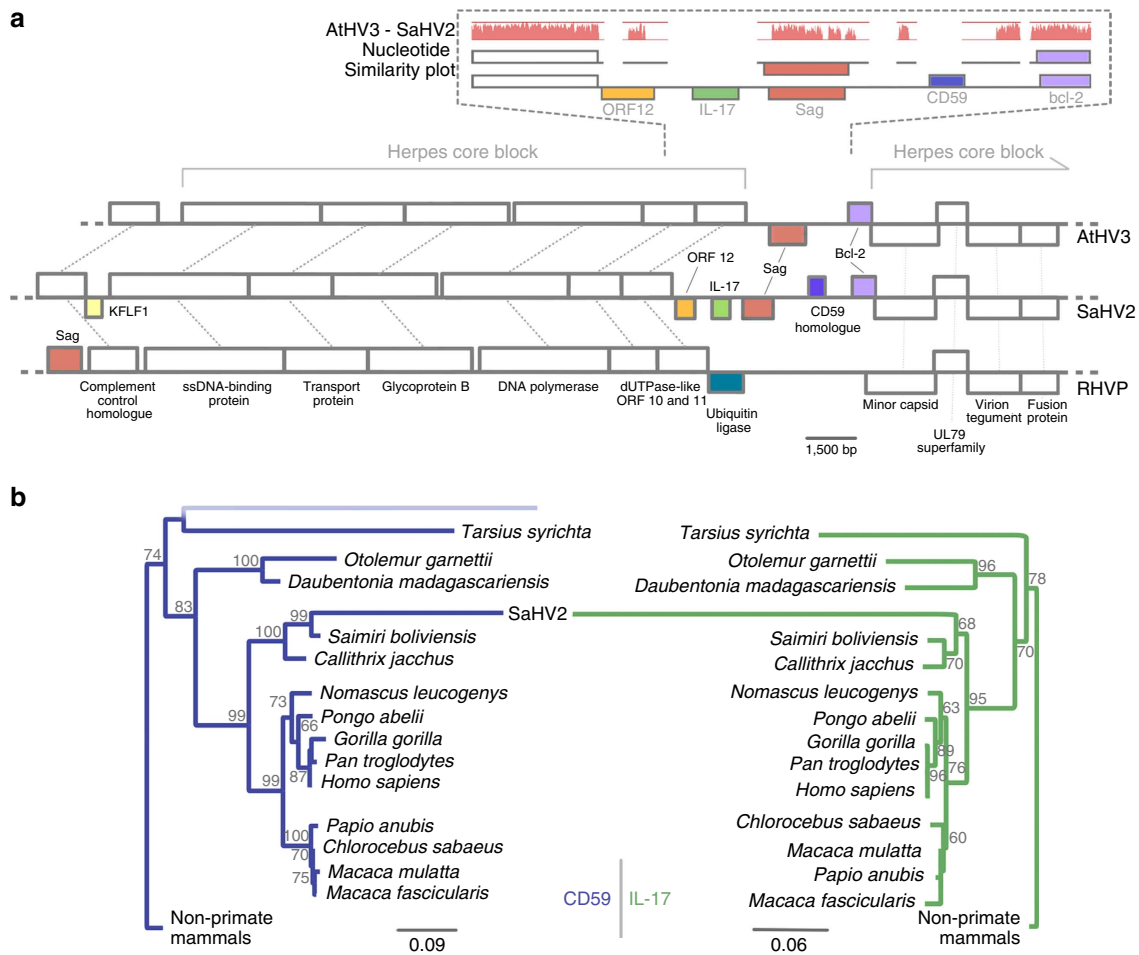 a
AtHV3 - SaHV2
Nucleotide
Similarity plot
ORF12 IL-17 Sag CD59 bcl-2
Herpes core block Herpes core block
AtHV3
ORF 12 Sag Bcl-2
IL-17
KFLF1 CD59
homologue
SaHV2
Sag
RHVP
Complement
control
homologue
ssDNA-binding
protein
Transport
protein
Glycoprotein B
DNA polymerase
dUTPase-like
ORF 10 and 11
Ubiquitin
ligase
Minor capsid
UL79
superfamily
Virion
tegument
Fusion
protein
1,500 bp
b
Tarsius syrichta
74
100
Otolemur garnettii
Daubentonia madagascariensis
83
99
100
SaHV2
Saimiri boliviensis
Callithrix jacchus
99
73
Nomascus leucogenys
66
Pongo abelii
Gorilla gorilla
Pan troglodytes
87
Homo sapiens
99
100
Papio anubis
70
Chlorocebus sabaeus
75
Macaca mulatta
Macaca fascicularis
Non-primate
mammals
0.09
CD59 IL-17
Tarsius syrichta
78
Otolemur garnettii
96
Daubentonia madagascariensis
70
68
Saimiri boliviensis
70
Callithrix jacchus
95
Nomascus leucogenys
63
Pongo abelii
Gorilla gorilla
89
Pan troglodytes
96
76
Homo sapiens
Chlorocebus sabaeus
60
Macaca mulatta
Papio anubis
Macaca fascicularis
Non-primate
mammals
0.06